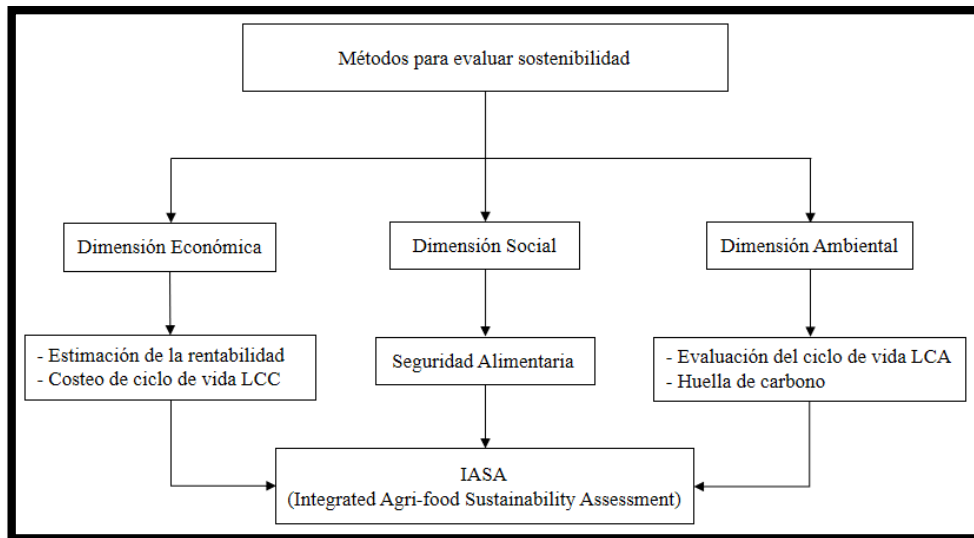 Métodos para evaluar sostenibilidad
Dimensión Económica
Dimensión Social
Dimensión Ambiental
- Estimación de la rentabilidad
- Costeo de ciclo de vida LCC
Seguridad Alimentaria
- Evaluación del ciclo de vida LCA
- Huella de carbono
IASA
(Integrated Agri-food Sustainability Assessment)